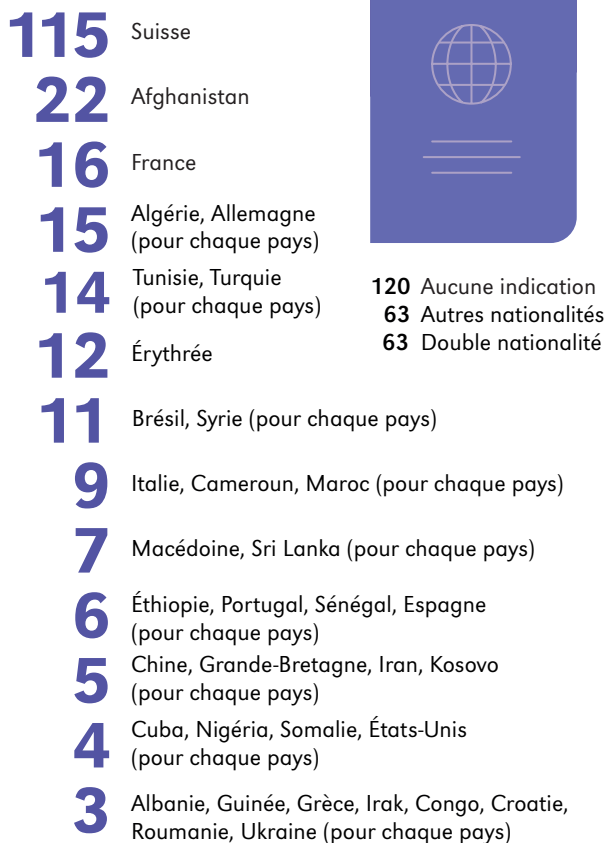 115 Suisse
22 Afghanistan
16 France
15 Algérie, Allemagne
(pour chaque pays)
14 Tunisie, Turquie
(pour chaque pays)
12 Érythrée
11 Brésil, Syrie (pour chaque pays)
9 Italie, Cameroun, Maroc (pour chaque pays)
7 Macédoine, Sri Lanka (pour chaque pays)
6 Éthiopie, Portugal, Sénégal, Espagne
(pour chaque pays)
5 Chine, Grande-Bretagne, Iran, Kosovo
(pour chaque pays)
4 Cuba, Nigéria, Somalie, États-Unis
(pour chaque pays)
3 Albanie, Guinée, Grèce, Irak, Congo, Croatie,
Roumanie, Ukraine (pour chaque pays)
120 Aucune indication
63 Autres nationalités
63 Double nationalité